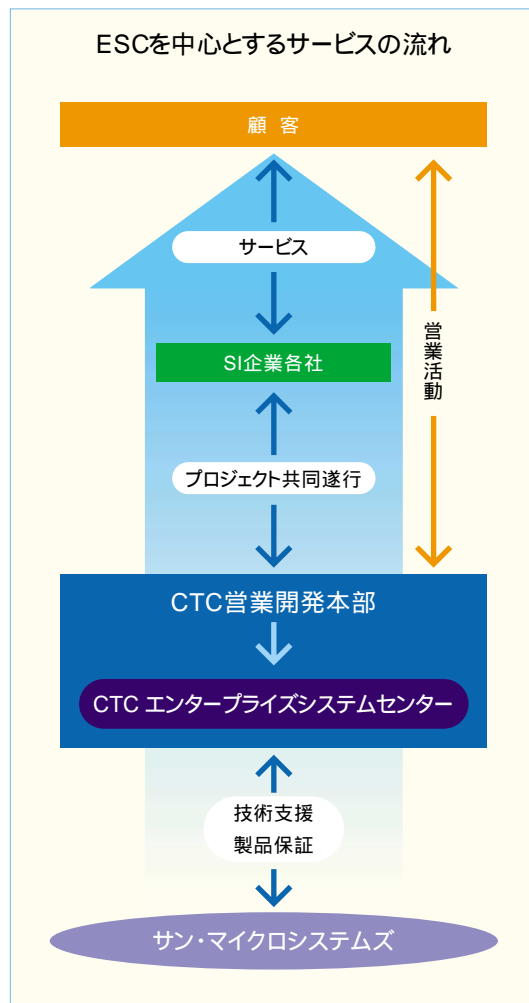 ESCを中心とするサービスの流れ
顧 客
サービス
営業活動
SI企業各社
プロジェクト共同遂行
CTC営業開発本部
CTC エンタープライズシステムセンター
技術支援
製品保証
サン・マイクロシステムズ